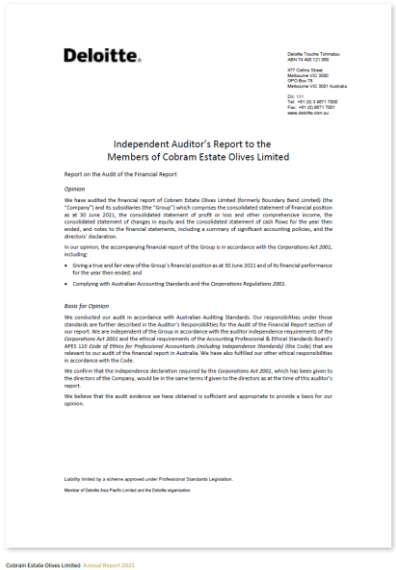 Deloitte.
Deloitte Touche Tohmatsu
ABN 74 490 121 060
477 Collins Street
Melbourne VIC 3000
GPO Box 78
Melbourne VIC 3001 Australia
DX: 111
Tel: +61 (0) 3 9671 7000
Fax: +61 (0) 9671 7001
www.deloitte.com.au
Independent Auditor's Report to the
Members of Cobram Estate Olives Limited
Report on the Audit of the Financial Report
Opinion
We have audited the financial report of Cobram Estate Olives Limited (formerly Boundary Bend Limited) (the
"Company") and its subsidiaries (the "Group") which comprises the consolidated statement of financial position
as at 30 June 2021, the consolidated statement of profit or loss and other comprehensive income, the
consolidated statement of changes in equity and the consolidated statement of cash flows for the year then
ended, and notes to the financial statements, including a summary of significant accounting policies, and the
directors' declaration.
In our opinion, the accompanying financial report of the Group is in accordance with the Corporations Act 2001,
including:
• Giving a true and fair view of the Group's financial position as at 30 June 2021 and of its financial performance
for the year then ended; and
• Complying with Australian Accounting Standards and the Corporations Regulations 2001.
Basis for Opinion
We conducted our audit in accordance with Australian Auditing Standards. Our responsibilities under those
standards are further described in the Auditor's Responsibilities for the Audit of the Financial Report section of
our report. We are independent of the Group in accordance with the auditor independence requirements of the
Corporations Act 2001 and the ethical requirements of the Accounting Professional & Ethical Standards Board's
APES 110 Code of Ethics for Professional Accountants (including Independence Standards) (the Code) that are
relevant to our audit of the financial report in Australia. We have also fulfilled our other ethical responsibilities
in accordance with the Code.
We confirm that the independence declaration required by the Corporations Act 2001, which has been given to
the directors of the Company, would be in the same terms if given to the directors as at the time of this auditor's
report.
We believe that the audit evidence we have obtained is sufficient and appropriate to provide a basis for our
opinion.
Liability limited by a scheme approved under Professional Standards Legislation.
Member of Deloitte Asia Pacific Limited and the Deloitte organisation
Cobram Estate Olives Limited Annual Report 2021